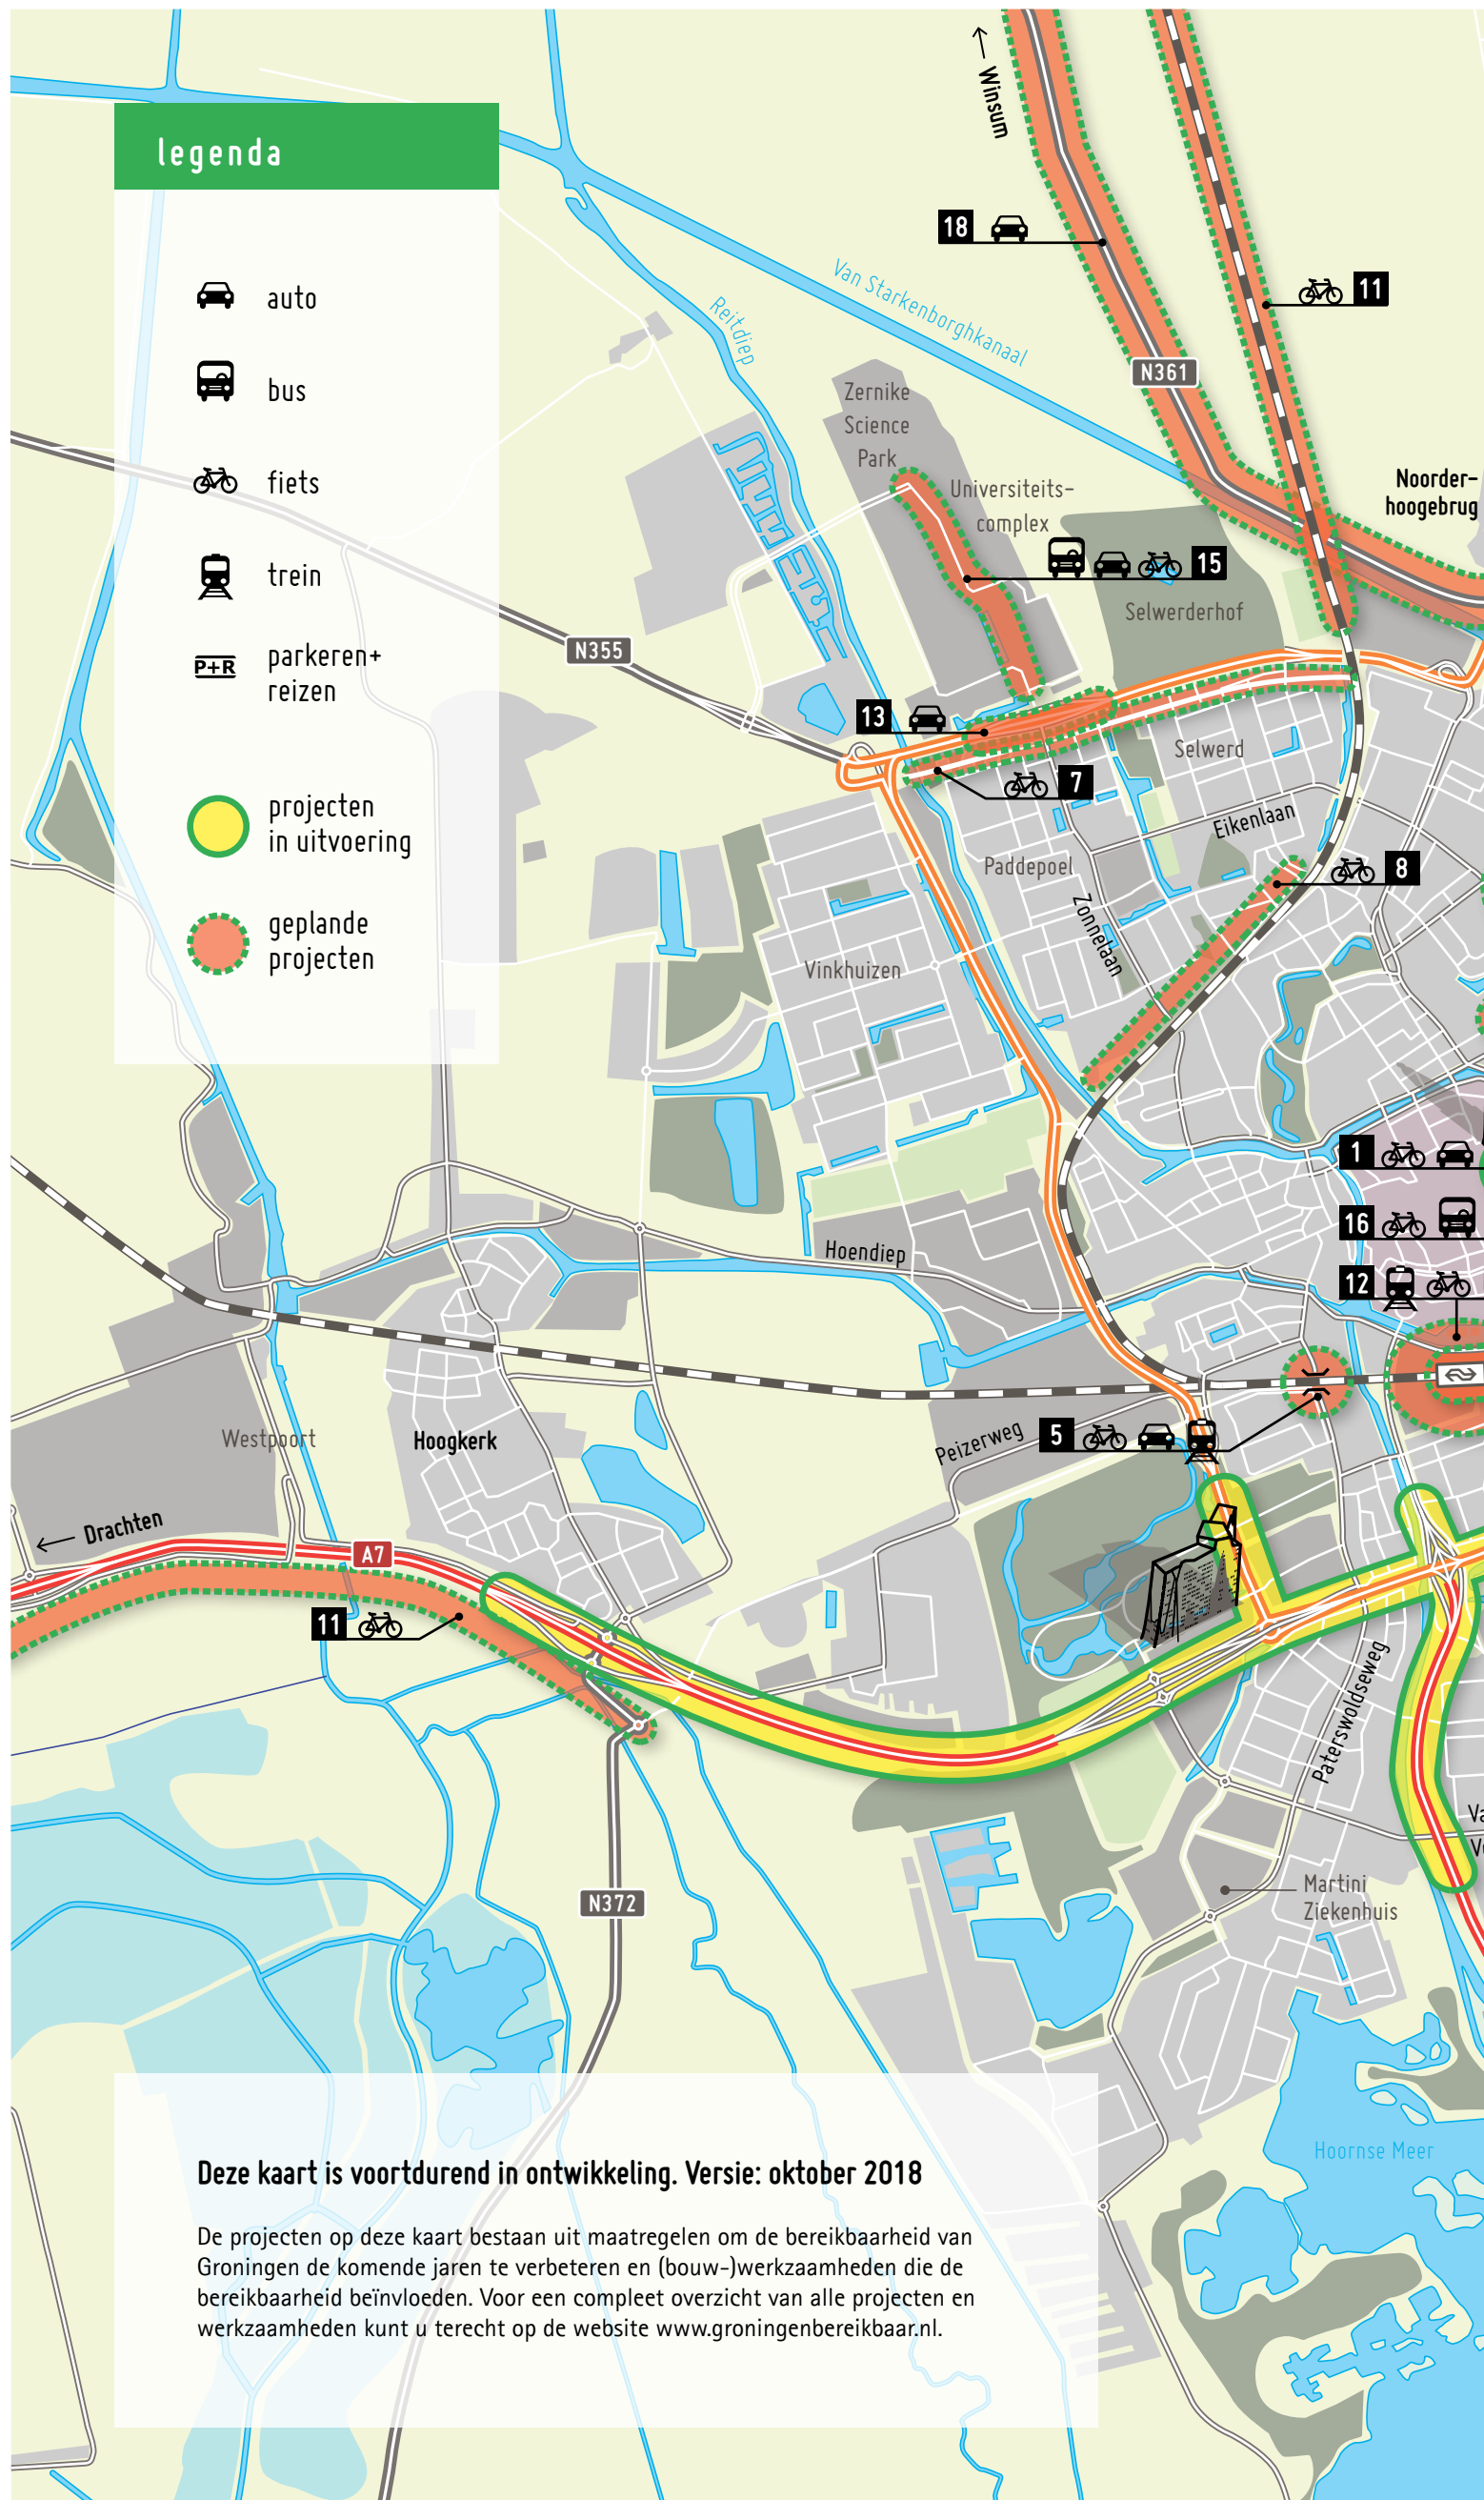 legenda
auto
bus
fiets
trein
P+R
parkeren+
reizen
projecten
in uitvoering
geplande
projecten
Winsum
18
11
Van Starkenborghkanaal
Reitdiep
N361
Zernike
Science
Park
Noorder-
hoogebrug
Universiteits-
complex
15
Selwerderhof
N355
13
Selwerd
7
Eikenlaan
Paddepoel
8
Zonnelaan
Vinkhuizen
1
16
Hoendiep
12
Westpoort
Hoogkerk
Peizerweg
5
Drachten
A7
11
Paterswoldseweg
N372
Martini
Ziekenhuis
Hoornse Meer
Deze kaart is voortdurend in ontwikkeling. Versie: oktober 2018
De projecten op deze kaart bestaan uit maatregelen om de bereikbaarheid van
Groningen de komende jaren te verbeteren en (bouw-)werkzaamheden die de
bereikbaarheid beïnvloeden. Voor een compleet overzicht van alle projecten en
werkzaamheden kunt u terecht op de website www.groningenbereikbaar.nl.